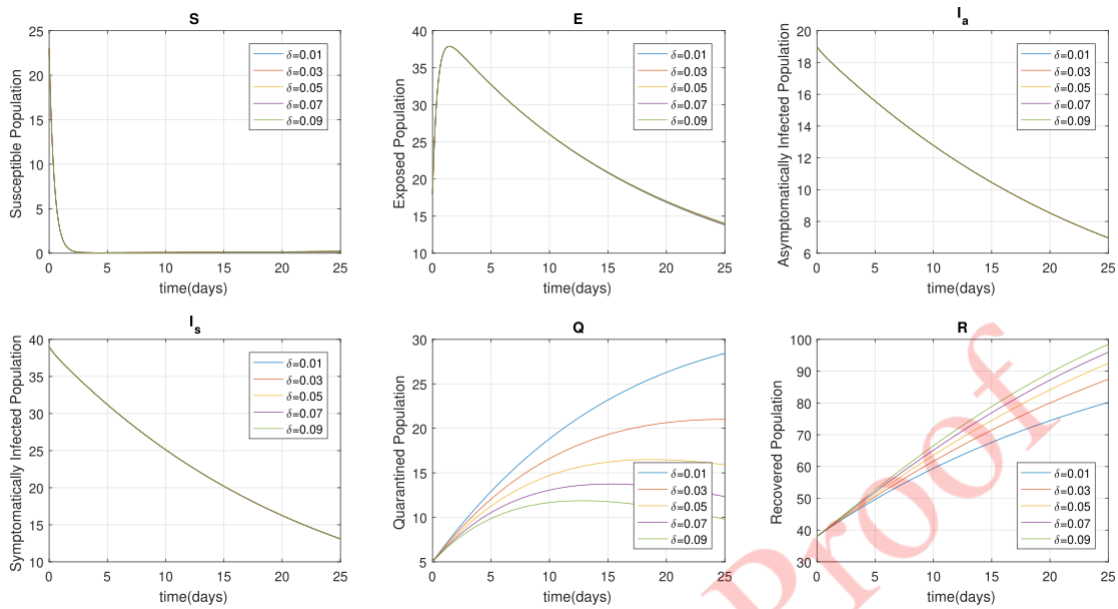 S
Susceptible Population
25
20
15
10
5
0
0 5 10 15 20 25
time(days)
δ=0.01
δ=0.03
δ=0.05
δ=0.07
δ=0.09
E
Exposed Population
40
35
30
25
20
15
10
0 5 10 15 20 25
time(days)
δ=0.01
δ=0.03
δ=0.05
δ=0.07
δ=0.09
I_a
Asymptomatically Infected Population
20
18
16
14
12
10
8
6
0 5 10 15 20 25
time(days)
δ=0.01
δ=0.03
δ=0.05
δ=0.07
δ=0.09
I_s
Symptomatically Infected Population
40
35
30
25
20
15
10
0 5 10 15 20 25
time(days)
δ=0.01
δ=0.03
δ=0.05
δ=0.07
δ=0.09
Q
Quarantined Population
30
25
20
15
10
5
0 5 10 15 20 25
time(days)
δ=0.01
δ=0.03
δ=0.05
δ=0.07
δ=0.09
R
Recovered Population
100
90
80
70
60
50
40
30
0 5 10 15 20 25
time(days)
δ=0.01
δ=0.03
δ=0.05
δ=0.07
δ=0.09
Proof